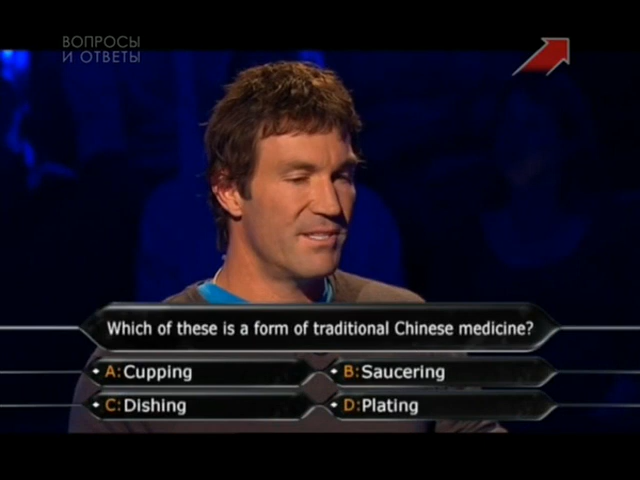 ВОПРОСЫ
И ОТВЕТЫ
Which of these is a form of traditional Chinese medicine?
A: Cupping
B: Saucering
C: Dishing
D: Plating